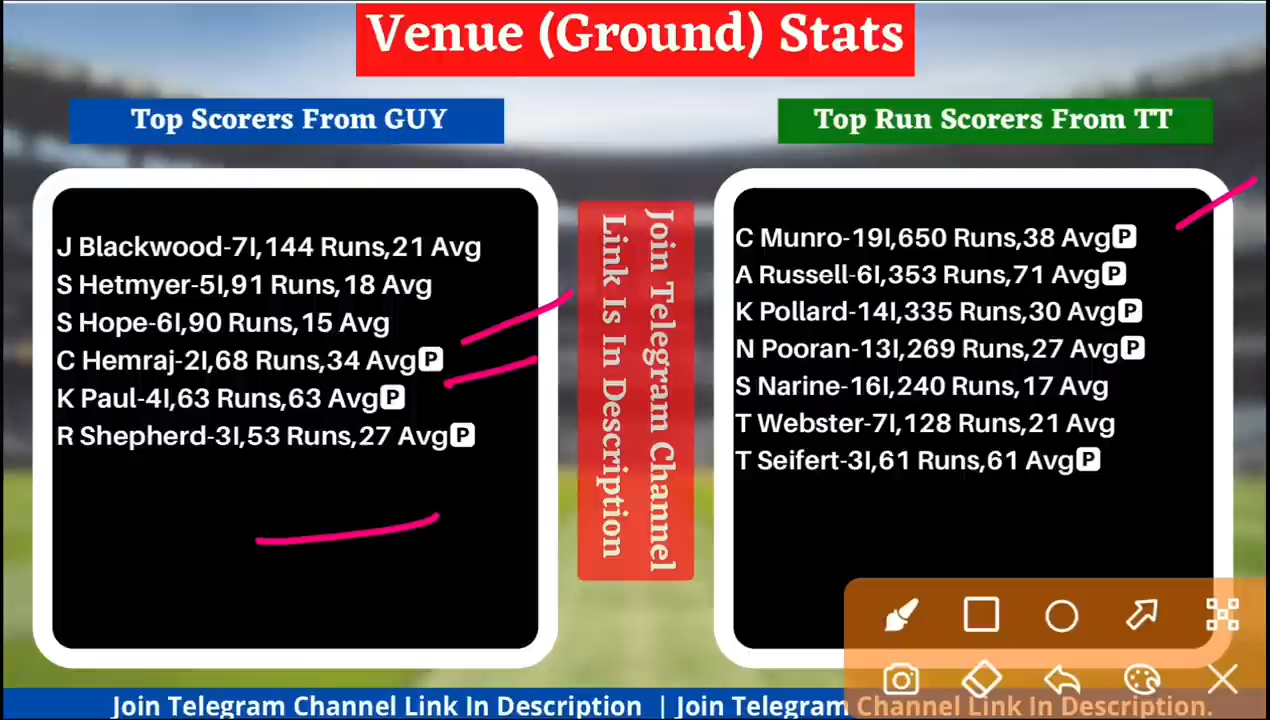 Venue (Ground) Stats
Top Scorers From GUY
J Blackwood-7I,144 Runs,21 Avg
S Hetmyer-5I,91 Runs,18 Avg
S Hope-6I,90 Runs,15 Avg
C Hemraj-2I,68 Runs,34 Avg🅿
K Paul-4I,63 Runs,63 Avg🅿
R Shepherd-3I,53 Runs,27 Avg🅿
Join Telegram Channel
Link Is In Description
Top Run Scorers From TT
C Munro-19I,650 Runs,38 Avg🅿
A Russell-6I,353 Runs,71 Avg🅿
K Pollard-14I,335 Runs,30 Avg🅿
N Pooran-13I,269 Runs,27 Avg🅿
S Narine-16I,240 Runs,17 Avg
T Webster-7I,128 Runs,21 Avg
T Seifert-3I,61 Runs,61 Avg🅿
Join Telegram Channel Link In Description | Join Telegram Channel Link In Description.